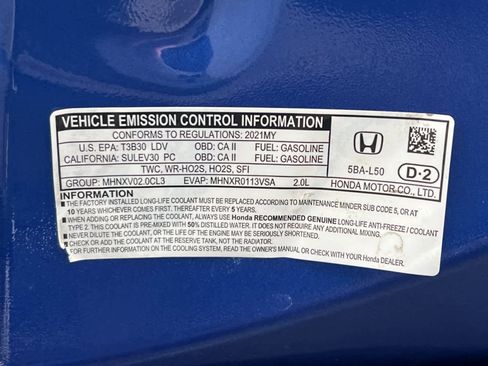 VEHICLE EMISSION CONTROL INFORMATION
CONFORMS TO REGULATIONS: 2021MY
U.S. EPA: T3B30 LDV OBD: CA II FUEL: GASOLINE
CALIFORNIA: SULEV30 PC OBD: CA II FUEL: GASOLINE
TWC, WR-HO2S, HO2S, SFI
GROUP: MHNXV02.0CL3 EVAP: MHNXR0113VSA 2.0L
5BA-L50
D-2
HONDA MOTOR CO., LTD.
■ THE FACTORY INSTALLED LONG-LIFE COOLANT MUST BE REPLACED ACCORDING TO MAINTENANCE MINDER SUB CODE 5, OR AT
10 YEARS WHICHEVER COMES FIRST. THEREAFTER EVERY 5 YEARS.
■ WHEN ADDING OR REPLACING THE COOLANT, ALWAYS USE Honda RECOMMENDED GENUINE LONG-LIFE ANTI-FREEZE / COOLANT
TYPE 2. THIS COOLANT IS PRE-MIXED WITH 50% DISTILLED WATER. IT DOES NOT REQUIRE ANY ADDITIONAL MIXING.
■ NEVER DILUTE THE COOLANT, OR THE LIFE OF THE ENGINE MAY BE SERIOUSLY SHORTENED.
■ CHECK OR ADD THE COOLANT AT THE RESERVE TANK, NOT THE RADIATOR.
■ FOR FURTHER INFORMATION ON THE COOLING SYSTEM, READ THE OWNER'S MANUAL OR CHECK WITH YOUR Honda DEALER.